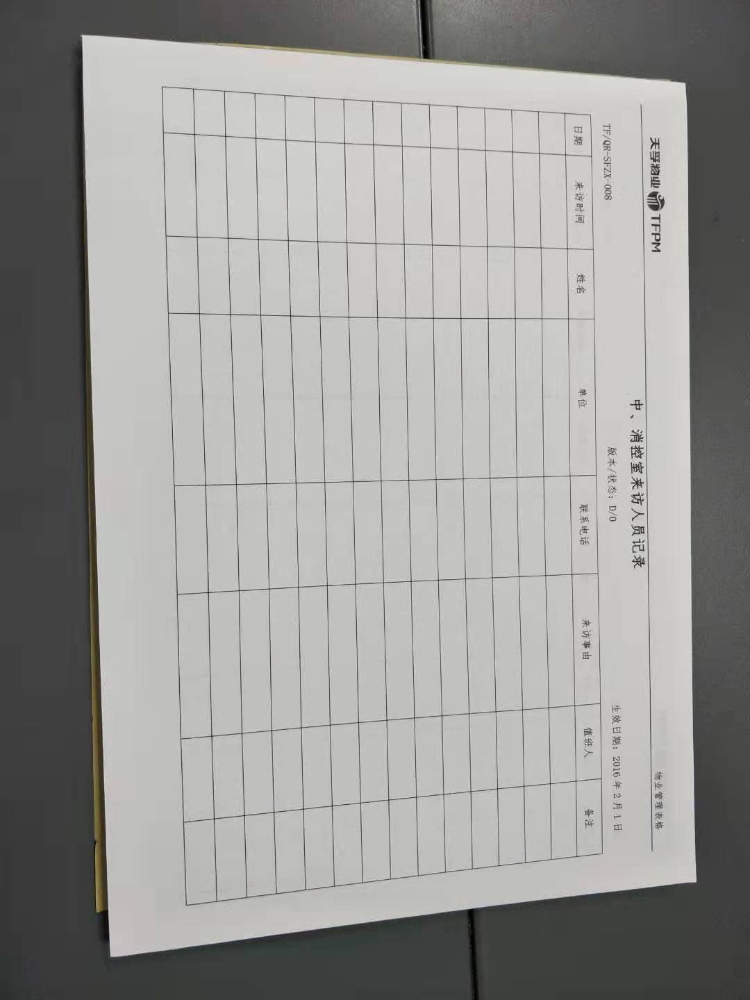 天孚物业 TFPM
物业管理表格
中、消控室来访人员记录
TF/QR-SFZX-008 版本/状态：D/0 生效日期：2016年2月1日
日期 来访时间 姓名 单位 联系电话 来访事由 值班人 备注